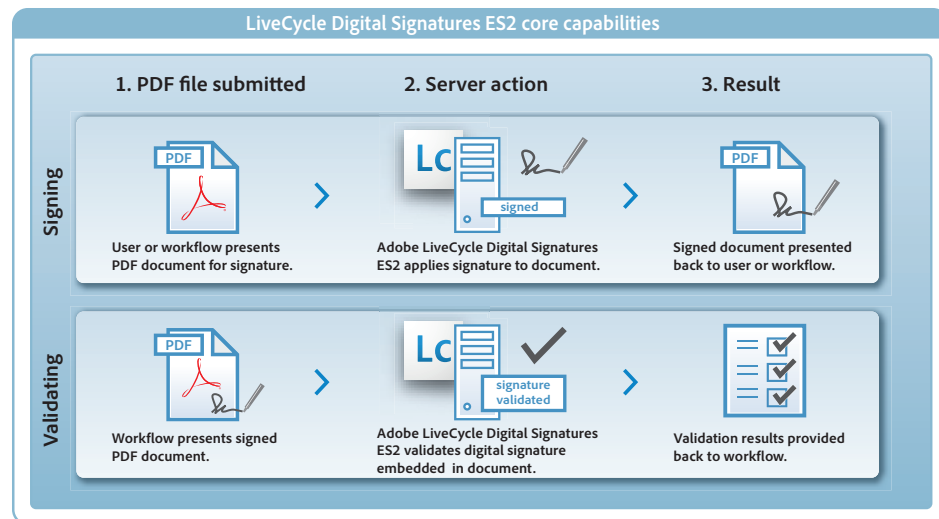 LiveCycle Digital Signatures ES2 core capabilities
1. PDF file submitted
2. Server action
3. Result
Signing
PDF
Lc
signed
PDF
User or workflow presents
PDF document for signature.
Adobe LiveCycle Digital Signatures
ES2 applies signature to document.
Signed document presented
back to user or workflow.
Validating
PDF
Lc
signature
validated
Workflow presents signed
PDF document.
Adobe LiveCycle Digital Signatures
ES2 validates digital signature
embedded in document.
Validation results provided
back to workflow.